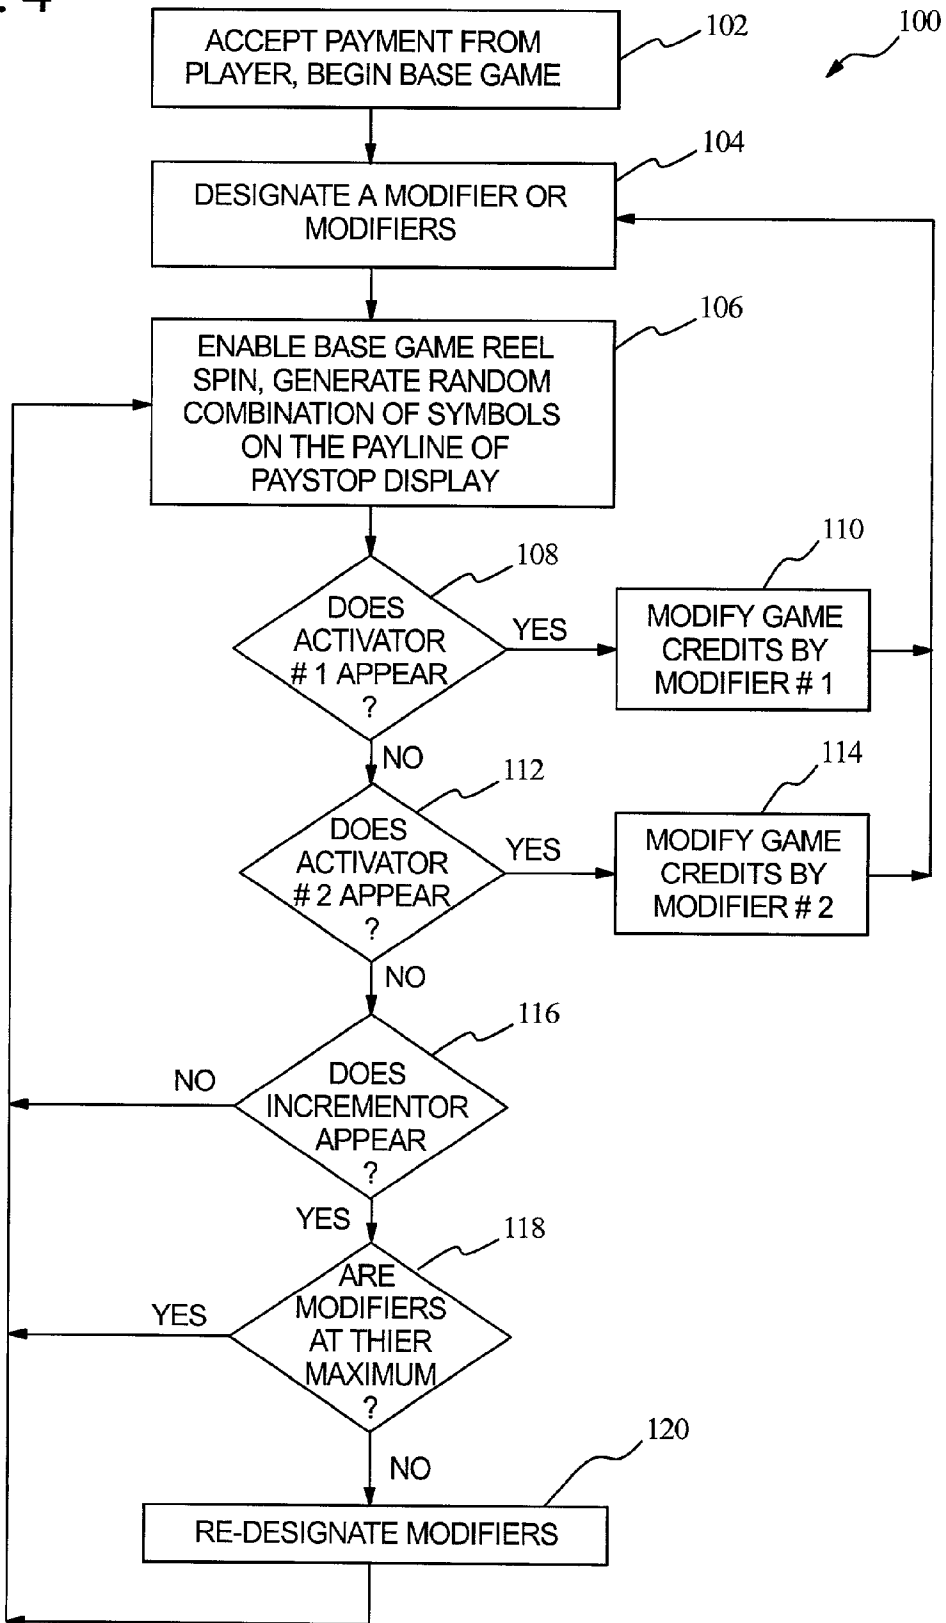 100
ACCEPT PAYMENT FROM
PLAYER, BEGIN BASE GAME
102
DESIGNATE A MODIFIER OR
MODIFIERS
104
ENABLE BASE GAME REEL
SPIN, GENERATE RANDOM
COMBINATION OF SYMBOLS
ON THE PAYLINE OF
PAYSTOP DISPLAY
106
DOES
ACTIVATOR
# 1 APPEAR
?
108
YES
MODIFY GAME
CREDITS BY
MODIFIER # 1
110
NO
DOES
ACTIVATOR
# 2 APPEAR
?
112
YES
MODIFY GAME
CREDITS BY
MODIFIER # 2
114
NO
DOES
INCREMENTOR
APPEAR
?
116
NO
YES
ARE
MODIFIERS
AT THIER
MAXIMUM
?
118
YES
NO
RE-DESIGNATE MODIFIERS
120